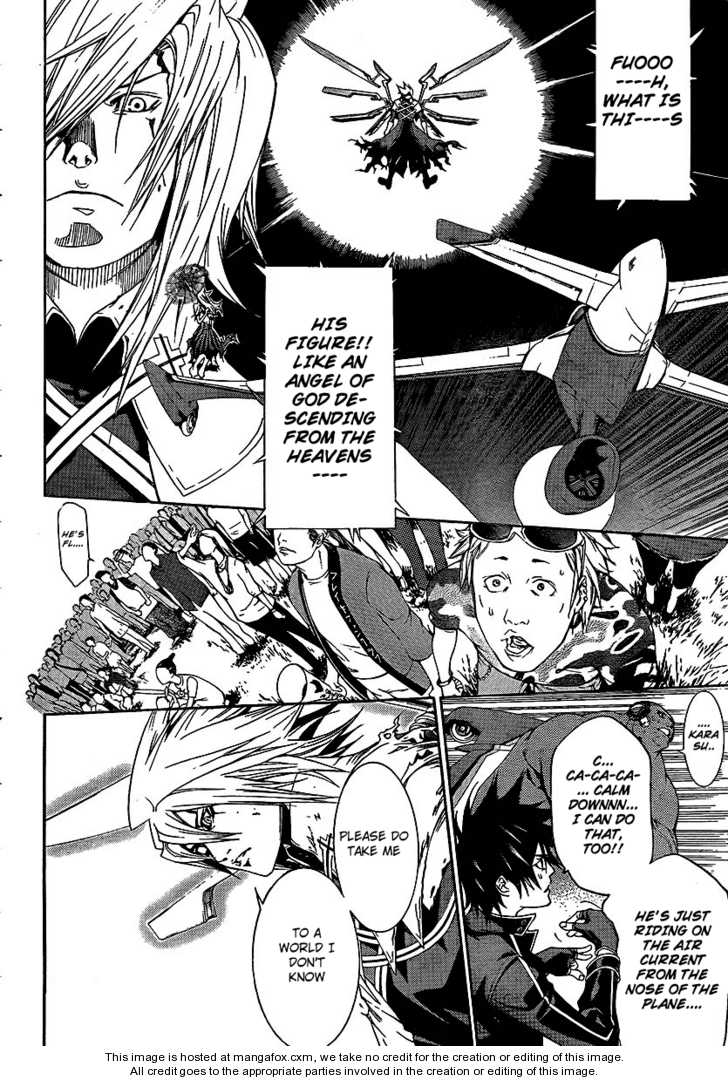 FUOOO
----H,
WHAT IS
THI----S
HIS
FIGURE!!
LIKE AN
ANGEL OF
GOD DE-
SCENDING
FROM THE
HEAVENS
----
HE'S
FL....
....
KARA
SU..
C...
CA-CA-CA-
... CALM
DOWNNN...
I CAN DO
THAT,
TOO!!
HE'S JUST
RIDING ON
THE AIR
CURRENT
FROM THE
NOSE OF THE
PLANE....
PLEASE DO
TAKE ME
TO A
WORLD I
DON'T
KNOW
This image is hosted at mangafox.cxm, we take no credit for the creation or editing of this image.
All credit goes to the appropriate parties involved in the creation or editing of this image.